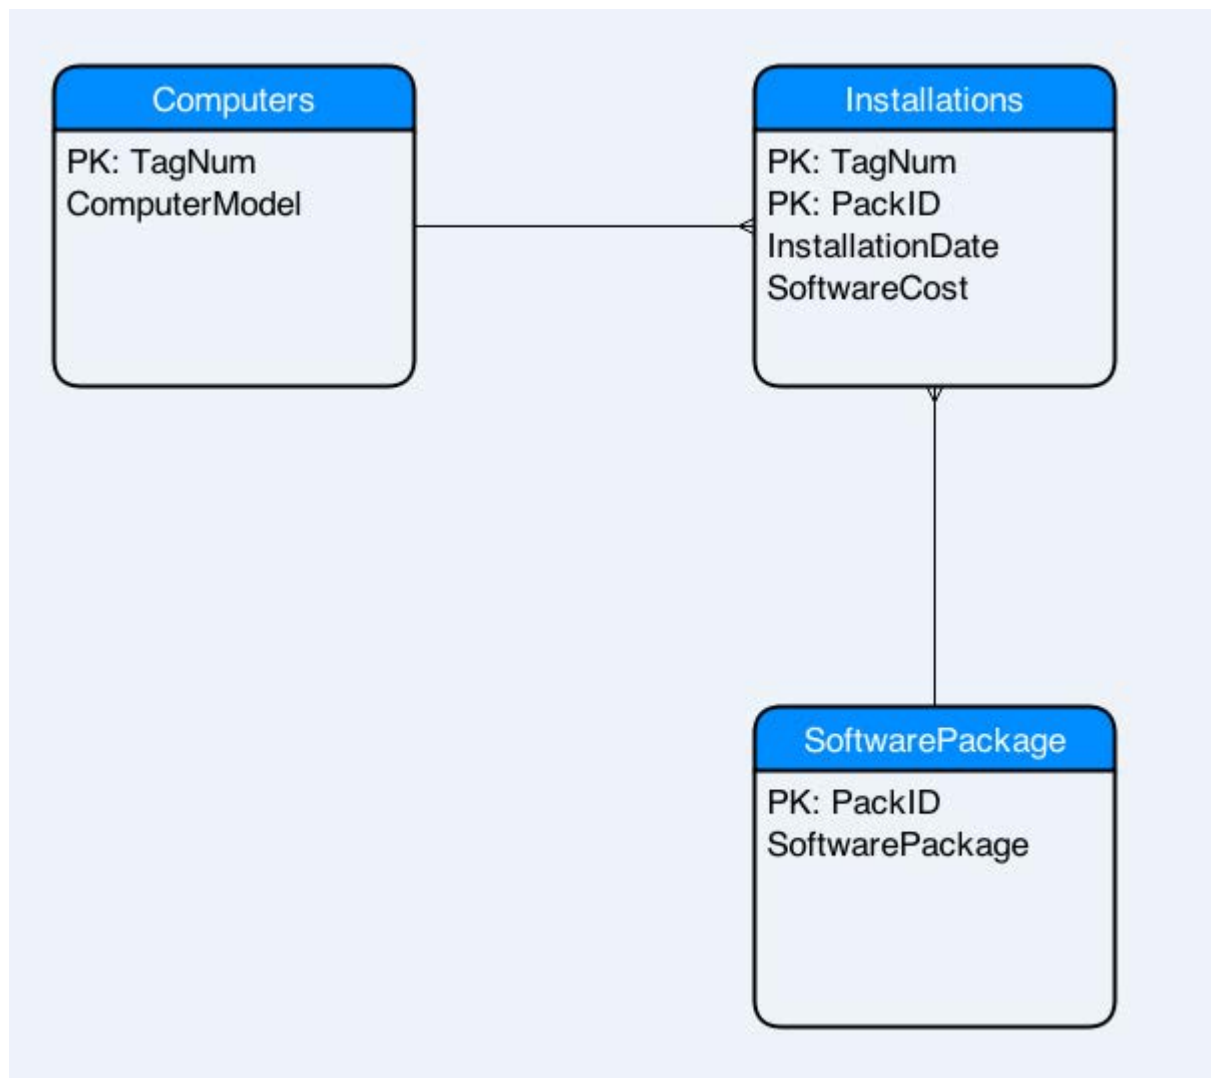 Computers
PK: TagNum
ComputerModel
Installations
PK: TagNum
PK: PackID
InstallationDate
SoftwareCost
SoftwarePackage
PK: PackID
SoftwarePackage